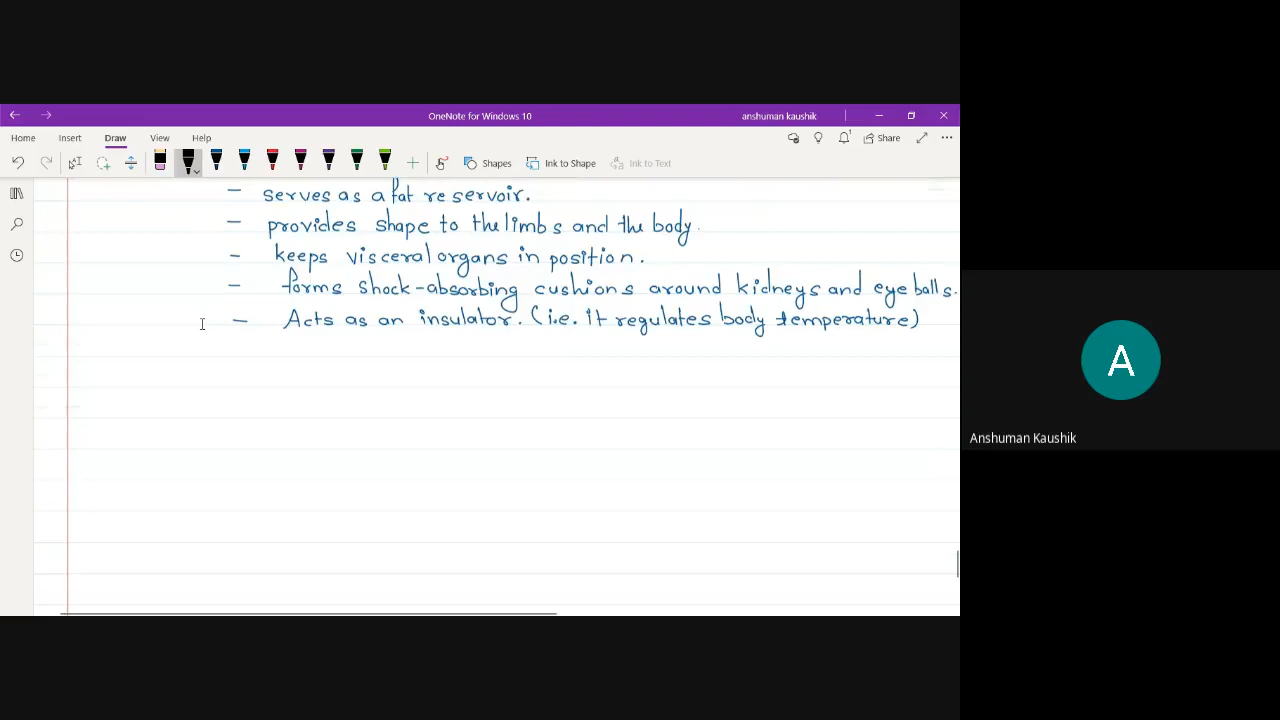 OneNote for Windows 10
anshuman kaushik
Home Insert Draw View Help
Share
Shapes Ink to Shape Ink to Text
– serves as a fat reservoir.
– provides shape to the limbs and the body.
– keeps visceral organs in position.
– forms shock-absorbing cushions around kidneys and eye balls.
– Acts as an insulator. (i.e. it regulates body temperature)
A
Anshuman Kaushik